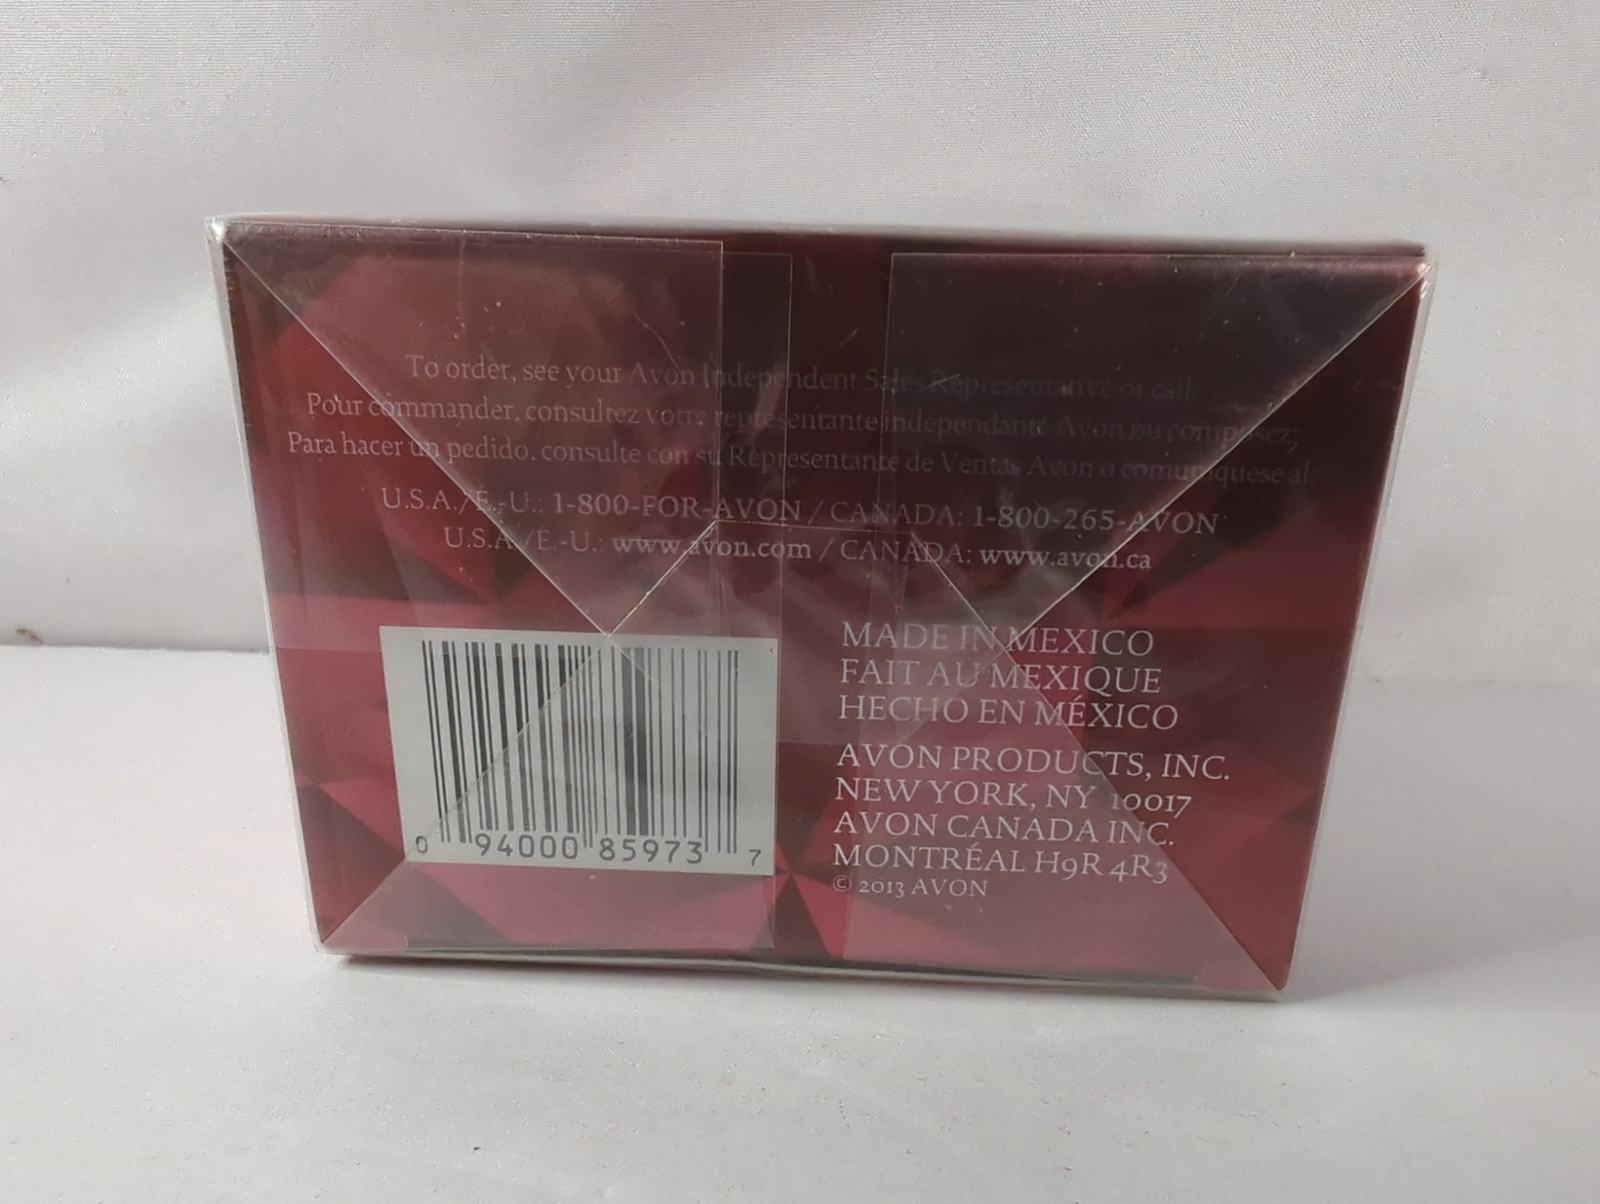 To order, see your Avon Independent Sales Representative or call:
Pour commander, consultez votre représentante indépendante Avon ou composez:
Para hacer un pedido, consulte con su Representante de Ventas Avon o comuníquese al:
U.S.A./É.-U.: 1-800-FOR-AVON / CANADA: 1-800-265-AVON
U.S.A./E.-U.: www.avon.com / CANADA: www.avon.ca
MADE IN MEXICO
FAIT AU MEXIQUE
HECHO EN MÉXICO
AVON PRODUCTS, INC.
NEW YORK, NY 10017
AVON CANADA INC.
MONTRÉAL H9R 4R3
© 2013 AVON
0 94000 85973 7